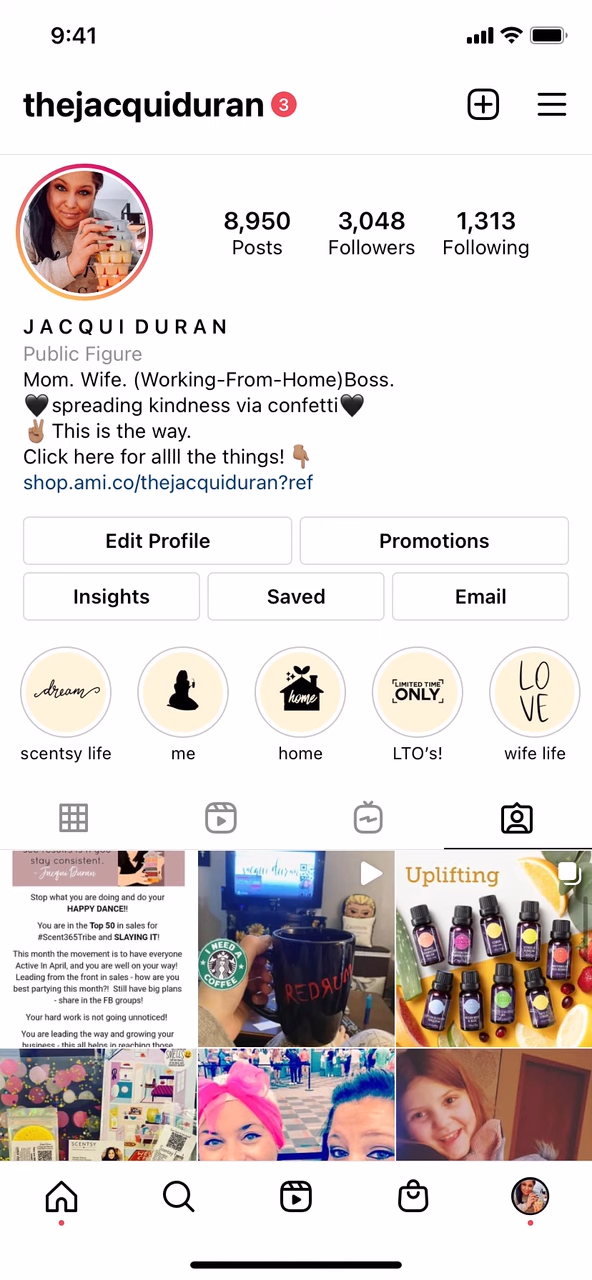 9:41
thejacquiduran 3
8,950 3,048 1,313
Posts Followers Following
JACQUI DURAN
Public Figure
Mom. Wife. (Working-From-Home)Boss.
🖤spreading kindness via confetti🖤
✌🏽 This is the way.
Click here for allll the things! 👇🏽
shop.ami.co/thejacquiduran?ref
Edit Profile Promotions
Insights Saved Email
dream
home
LIMITED TIME
ONLY
LO
VE
scentsy life me home LTO's! wife life
stay consistent.
- Jacqui Duran
Stop what you are doing and do your
HAPPY DANCE!!
You are in the Top 50 in sales for
#Scent365Tribe and SLAYING IT!
This month the movement is to have everyone
Active In April, and you are on your way!
Leading from the front in sales - how are you
best partying this month?! Still have big plans
- share in the FB groups!
Your hard work is not going unnoticed!
You are leading the way and growing your
business - this all helps in reaching those
jacqui duran
I NEED A
COFFEE
REDRUM
Uplifting
SCENTSY